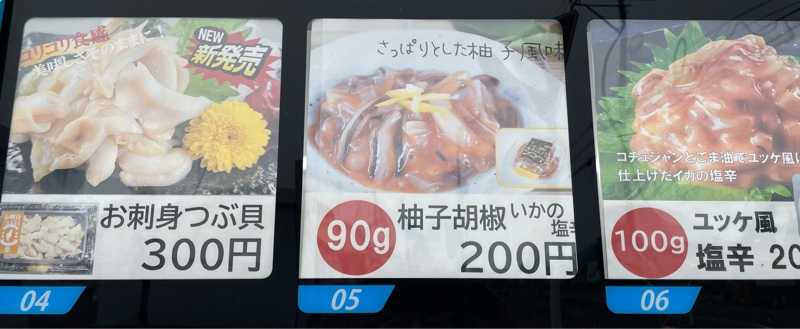 コリコリ食感
美味しさそのままに！
NEW
新発売
お刺身つぶ貝
300円
04
さっぱりとした柚子風味
90g
柚子胡椒いかの
塩辛
200円
05
コチュジャンとごま油でユッケ風に
仕上げたイカの塩辛
100g
ユッケ風
塩辛 20
06